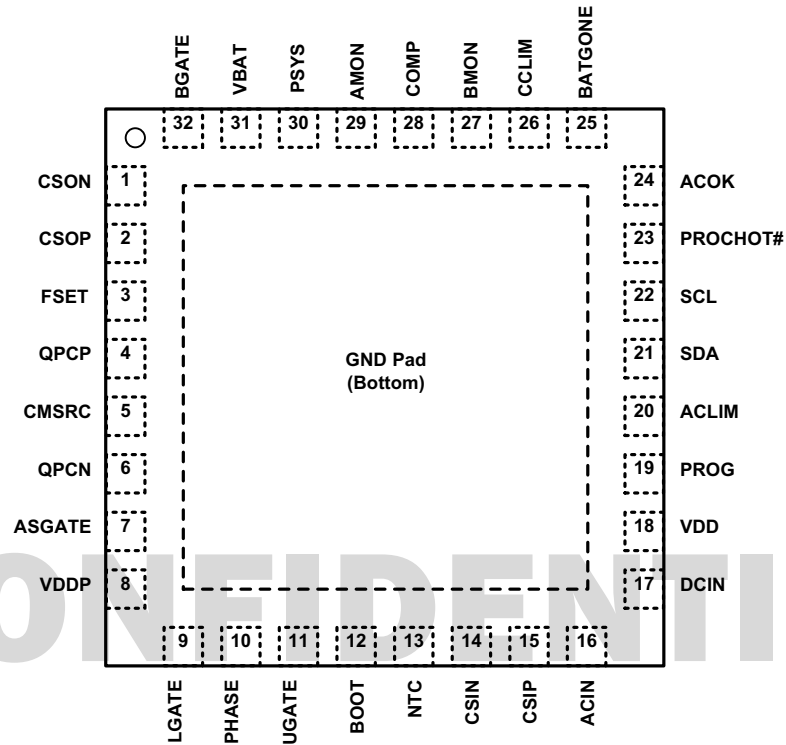 BGATE
VBAT
PSYS
AMON
COMP
BMON
CCLIM
BATGONE
32 31 30 29 28 27 26 25
CSON 1 24 ACOK
CSOP 2 23 PROCHOT#
FSET 3 22 SCL
QPCP 4 21 SDA
GND Pad
(Bottom)
CMSRC 5 20 ACLIM
QPCN 6 19 PROG
ASGATE 7 18 VDD
VDDP 8 17 DCIN
ONFIDENTI
9 10 11 12 13 14 15 16
LGATE
PHASE
UGATE
BOOT
NTC
CSIN
CSIP
ACIN